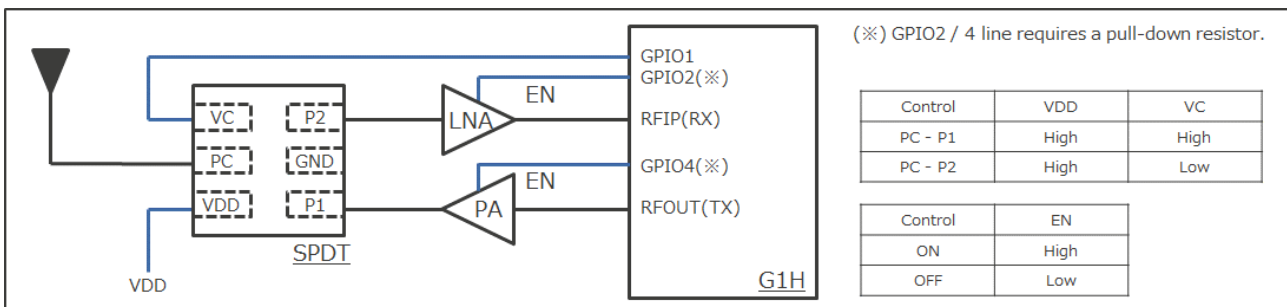 (※) GPIO2 / 4 line requires a pull-down resistor.
GPIO1
GPIO2(※)
EN
VC
P2
LNA
RFIP(RX)
PC
GND
GPIO4(※)
EN
VDD
P1
PA
RFOUT(TX)
SPDT
VDD
G1H
Control VDD VC
PC - P1 High High
PC - P2 High Low
Control EN
ON High
OFF Low